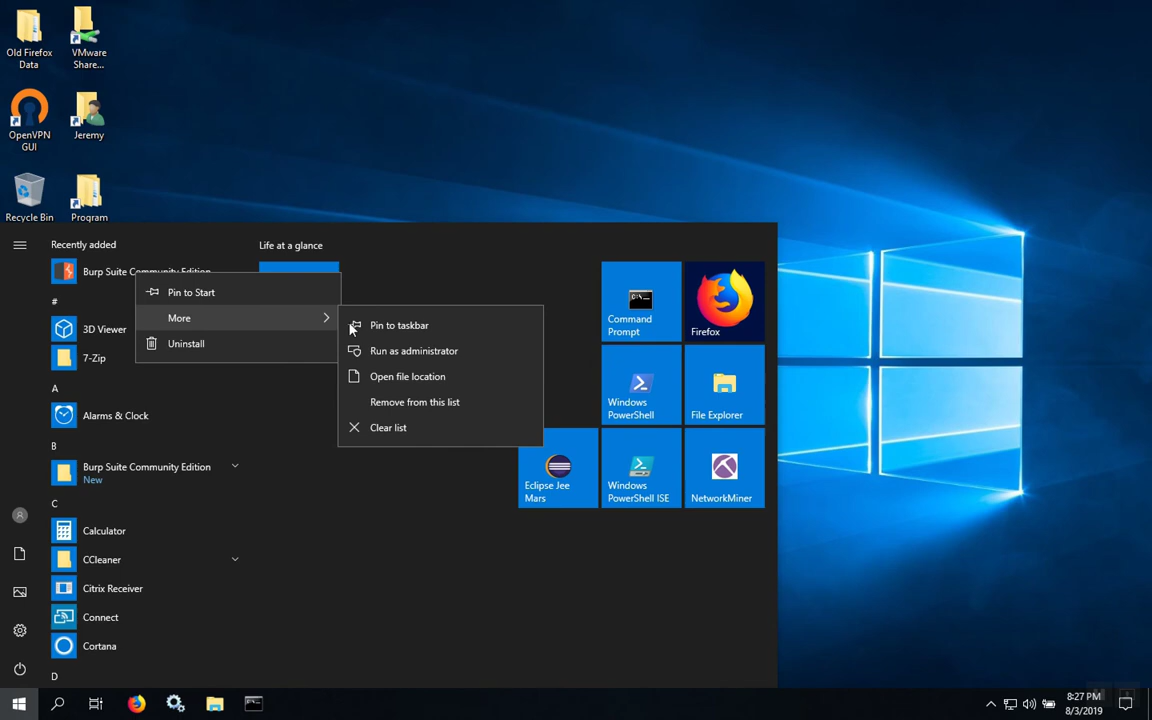 Old Firefox
Data
VMware
Share...
OpenVPN
GUI
Jeremy
Recycle Bin
Program
Recently added
Life at a glance
Burp Suite Community Edition
Pin to Start
#
More
3D Viewer
Pin to taskbar
Uninstall
7-Zip
Run as administrator
Open file location
A
Remove from this list
Alarms & Clock
Clear list
B
Burp Suite Community Edition
New
C
Calculator
CCleaner
Citrix Receiver
Connect
Cortana
D
C:\_
Command
Prompt
Firefox
Windows
PowerShell
File Explorer
Eclipse Jee
Mars
Windows
PowerShell ISE
NetworkMiner
8:27 PM
8/3/2019